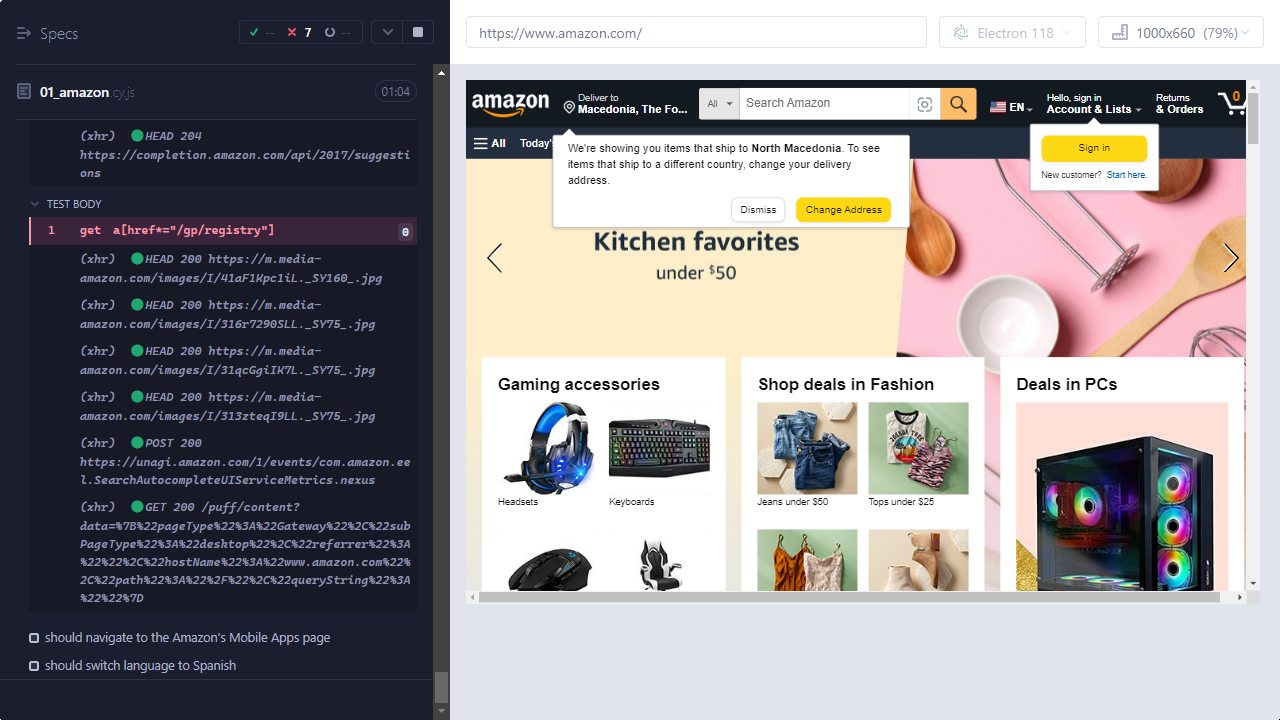 Specs
--
7
--
01_amazon.cy.js
01:04
(xhr) HEAD 204
https://completion.amazon.com/api/2017/suggesti
ons
TEST BODY
1 get a[href*="/gp/registry"] 0
(xhr) HEAD 200 https://m.media-
amazon.com/images/I/41aF1Kpc1iL._SY160_.jpg
(xhr) HEAD 200 https://m.media-
amazon.com/images/I/316r7290SLL._SY75_.jpg
(xhr) HEAD 200 https://m.media-
amazon.com/images/I/31qcGgiIK7L._SY75_.jpg
(xhr) HEAD 200 https://m.media-
amazon.com/images/I/313zteqI9LL._SY75_.jpg
(xhr) POST 200
https://unagi.amazon.com/1/events/com.amazon.ee
l.SearchAutocompleteUIServiceMetrics.nexus
(xhr) GET 200 /puff/content?
data=%7B%22pageType%22%3A%22Gateway%22%2C%22sub
PageType%22%3A%22desktop%22%2C%22referrer%22%3A
%22%22%2C%22hostName%22%3A%22www.amazon.com%22%
2C%22path%22%3A%22%2F%22%2C%22queryString%22%3A
%22%22%7D
should navigate to the Amazon's Mobile Apps page
should switch language to Spanish
https://www.amazon.com/
Electron 118
1000x660 (79%)
amazon
Deliver to
Macedonia, The Fo...
All
Search Amazon
EN
Hello, sign in
Account & Lists
Returns
& Orders
0
All
Today's
We're showing you items that ship to North Macedonia. To see
items that ship to a different country, change your delivery
address.
Dismiss
Change Address
Sign in
New customer? Start here.
Kitchen favorites
under $50
Gaming accessories
Headsets
Keyboards
Shop deals in Fashion
JOSHUA TREE
Jeans under $50
Tops under $25
Deals in PCs